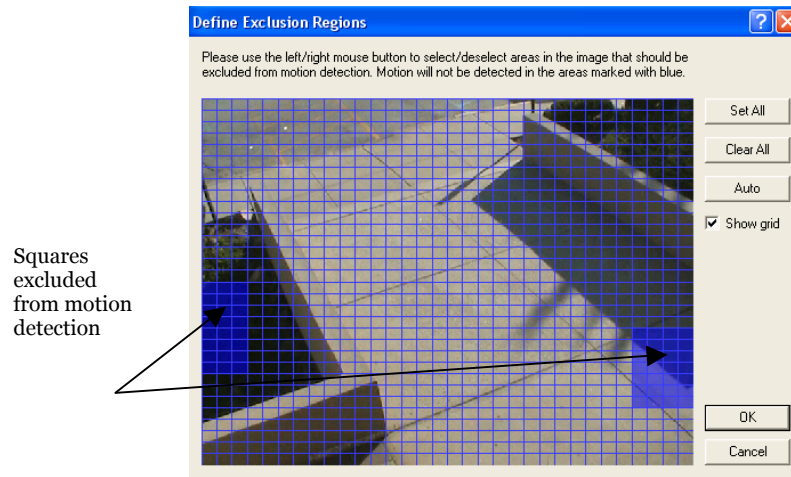 Define Exclusion Regions
Please use the left/right mouse button to select/deselect areas in the image that should be
excluded from motion detection. Motion will not be detected in the areas marked with blue.
Set All
Clear All
Auto
Show grid
Squares
excluded
from motion
detection
OK
Cancel